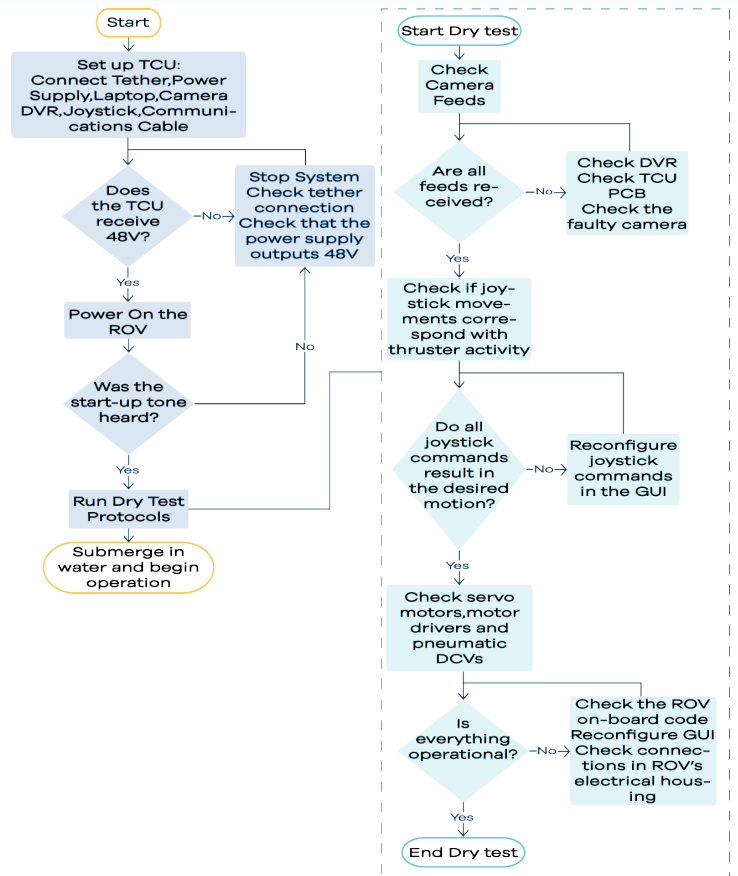 Start
Set up TCU:
Connect Tether,Power
Supply,Laptop,Camera
DVR,Joystick,Communi-
cations Cable
Does
the TCU
receive
48V?
No
Stop System
Check tether
connection
Check that the
power supply
outputs 48V
Yes
Power On the
ROV
No
Was the
start-up tone
heard?
Yes
Run Dry Test
Protocols
Submerge in
water and begin
operation
Start Dry test
Check
Camera
Feeds
Are all
feeds re-
ceived?
No
Check DVR
Check TCU
PCB
Check the
faulty camera
Yes
Check if joy-
stick move-
ments corre-
spond with
thruster activity
Do all
joystick
commands
result in
the desired
motion?
No
Reconfigure
joystick
commands
in the GUI
Yes
Check servo
motors,motor
drivers and
pneumatic
DCVs
Is
everything
operational?
No
Check the ROV
on-board code
Reconfigure GUI
Check connec-
tions in ROV's
electrical hous-
ing
Yes
End Dry test